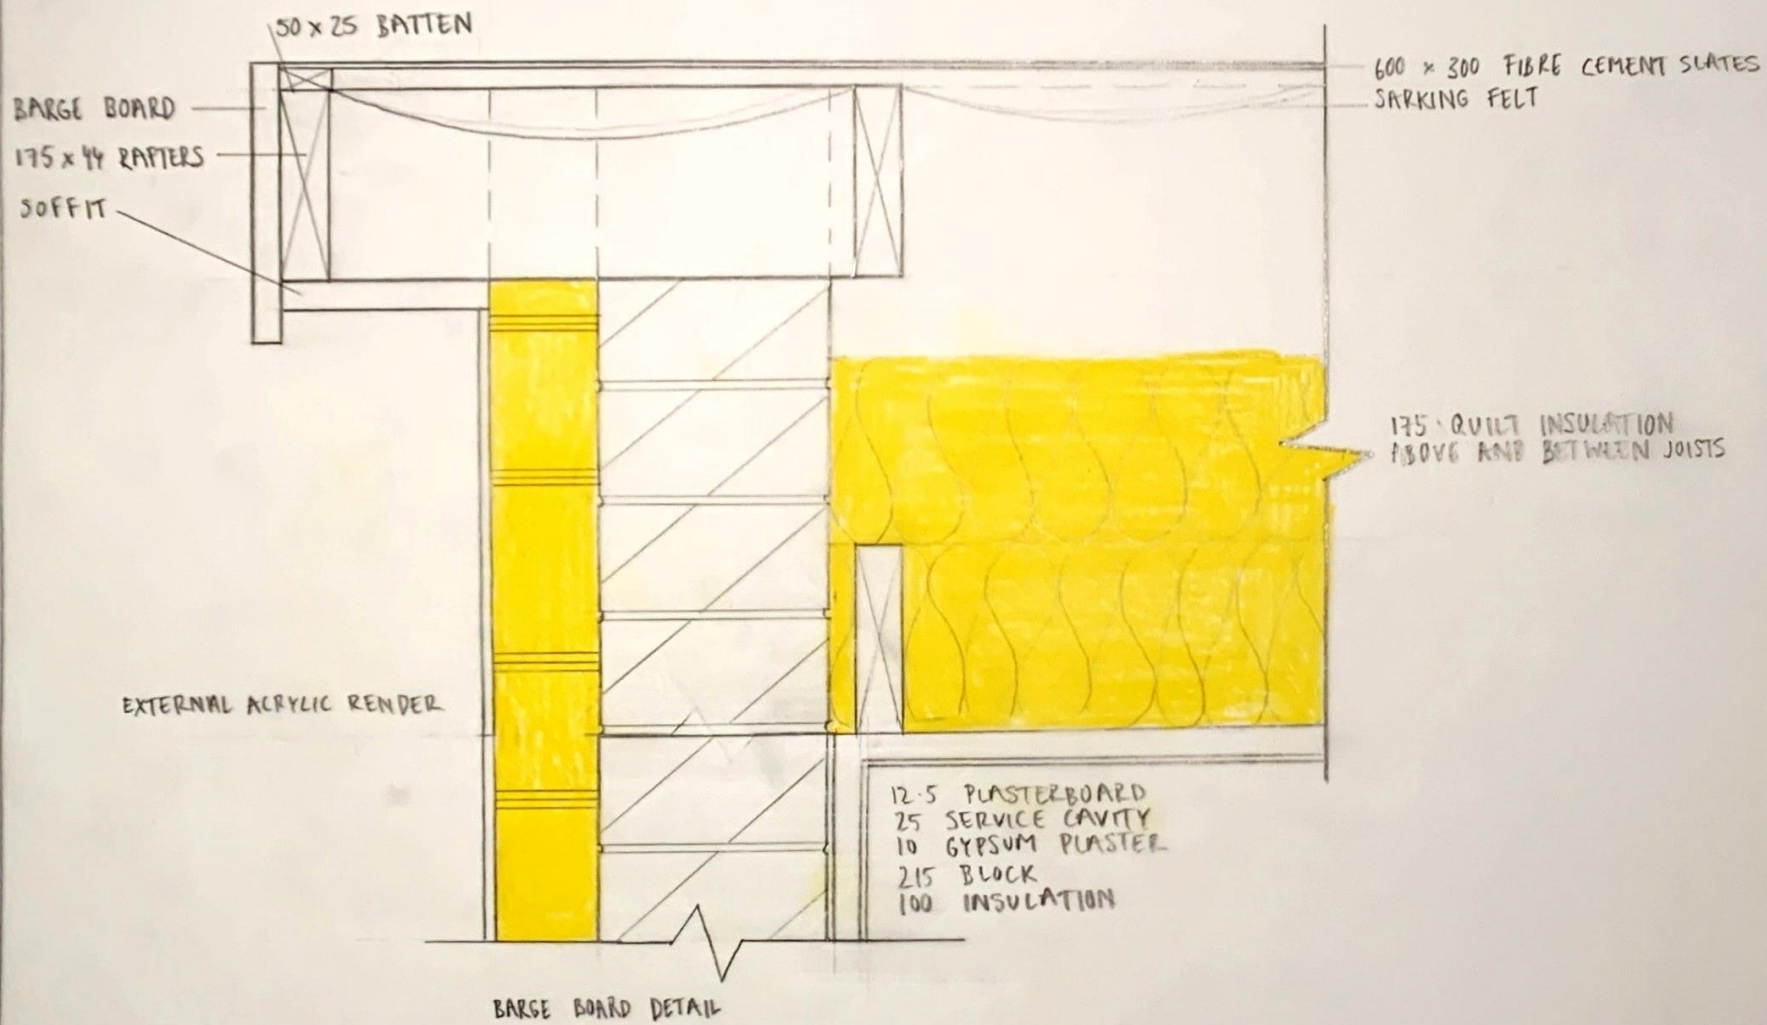 50 x 25 BATTEN
BARGE BOARD
175 x 44 RAFTERS
SOFFIT
600 x 300 FIBRE CEMENT SLATES
SARKING FELT
175 QUILT INSULATION
ABOVE AND BETWEEN JOISTS
EXTERNAL ACRYLIC RENDER
12.5 PLASTERBOARD
25 SERVICE CAVITY
10 GYPSUM PLASTER
215 BLOCK
100 INSULATION
BARGE BOARD DETAIL